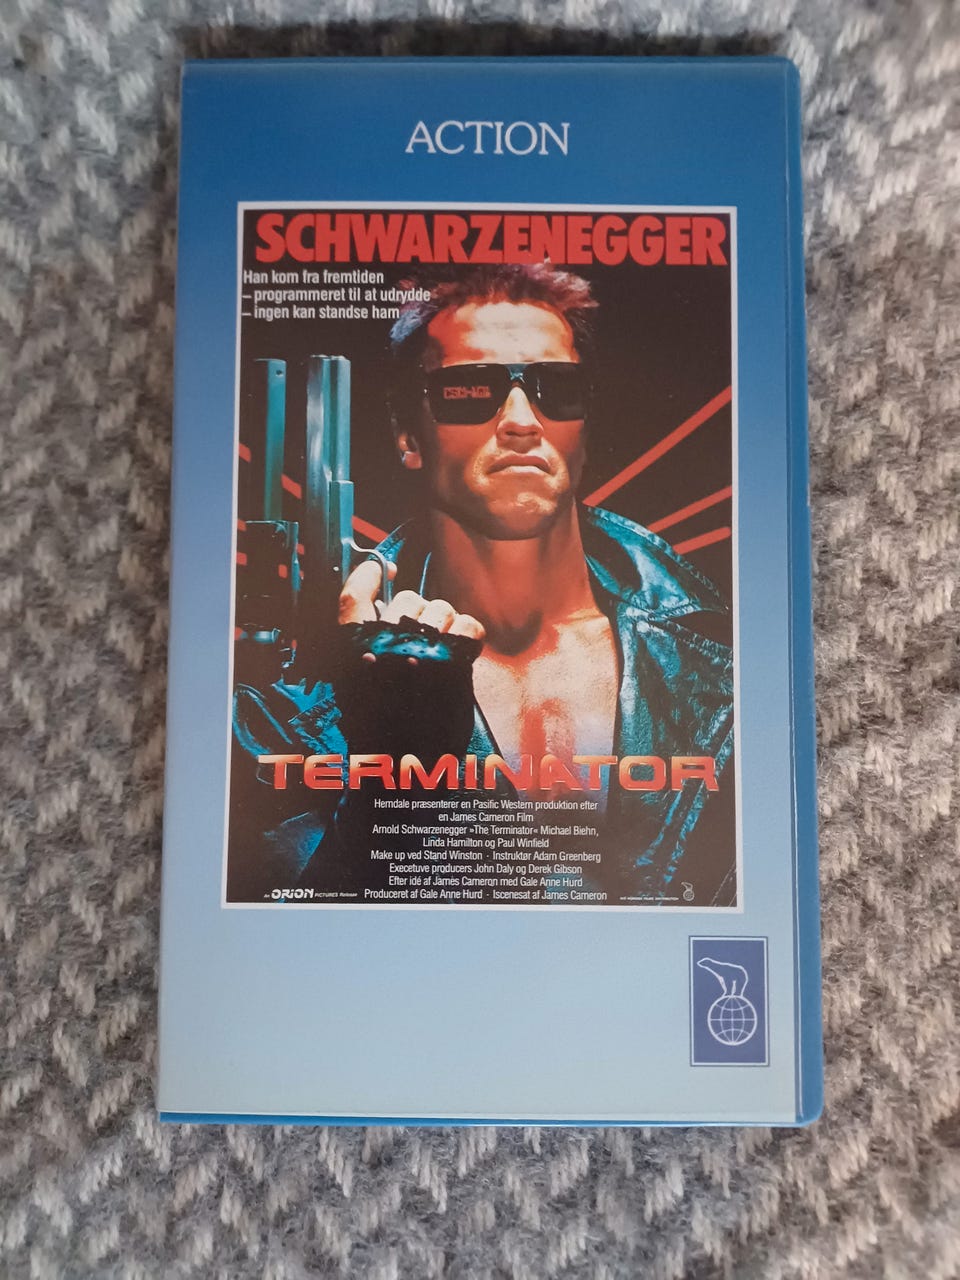 ACTION
SCHWARZENEGGER
Han kom fra fremtiden
– programmeret til at udrydde
– ingen kan standse ham
TERMINATOR
Herndale præsenterer en Pasific Western produktion efter
en James Cameron Film
Arnold Schwarzenegger »The Terminator« Michael Biehn,
Linda Hamilton og Paul Winfield
Make up ved Stand Winston · Instruktør Adam Greenberg
Execetuve producers John Daly og Derek Gibson
Efter idé af James Cameron med Gale Anne Hurd
An ORION PICTURES Release
Produceret af Gale Anne Hurd · Iscenesat af James Cameron